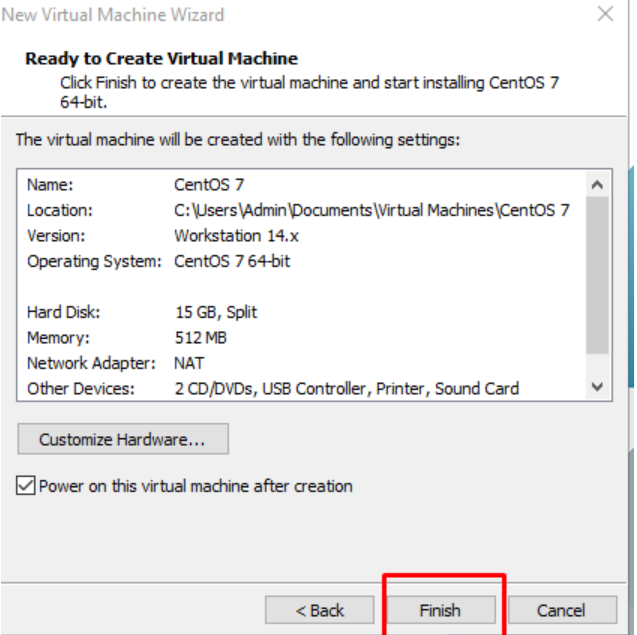 New Virtual Machine Wizard
Ready to Create Virtual Machine
Click Finish to create the virtual machine and start installing CentOS 7
64-bit.
The virtual machine will be created with the following settings:
Name: CentOS 7
Location: C:\Users\Admin\Documents\Virtual Machines\CentOS 7
Version: Workstation 14.x
Operating System: CentOS 7 64-bit
Hard Disk: 15 GB, Split
Memory: 512 MB
Network Adapter: NAT
Other Devices: 2 CD/DVDs, USB Controller, Printer, Sound Card
Customize Hardware...
Power on this virtual machine after creation
< Back Finish Cancel